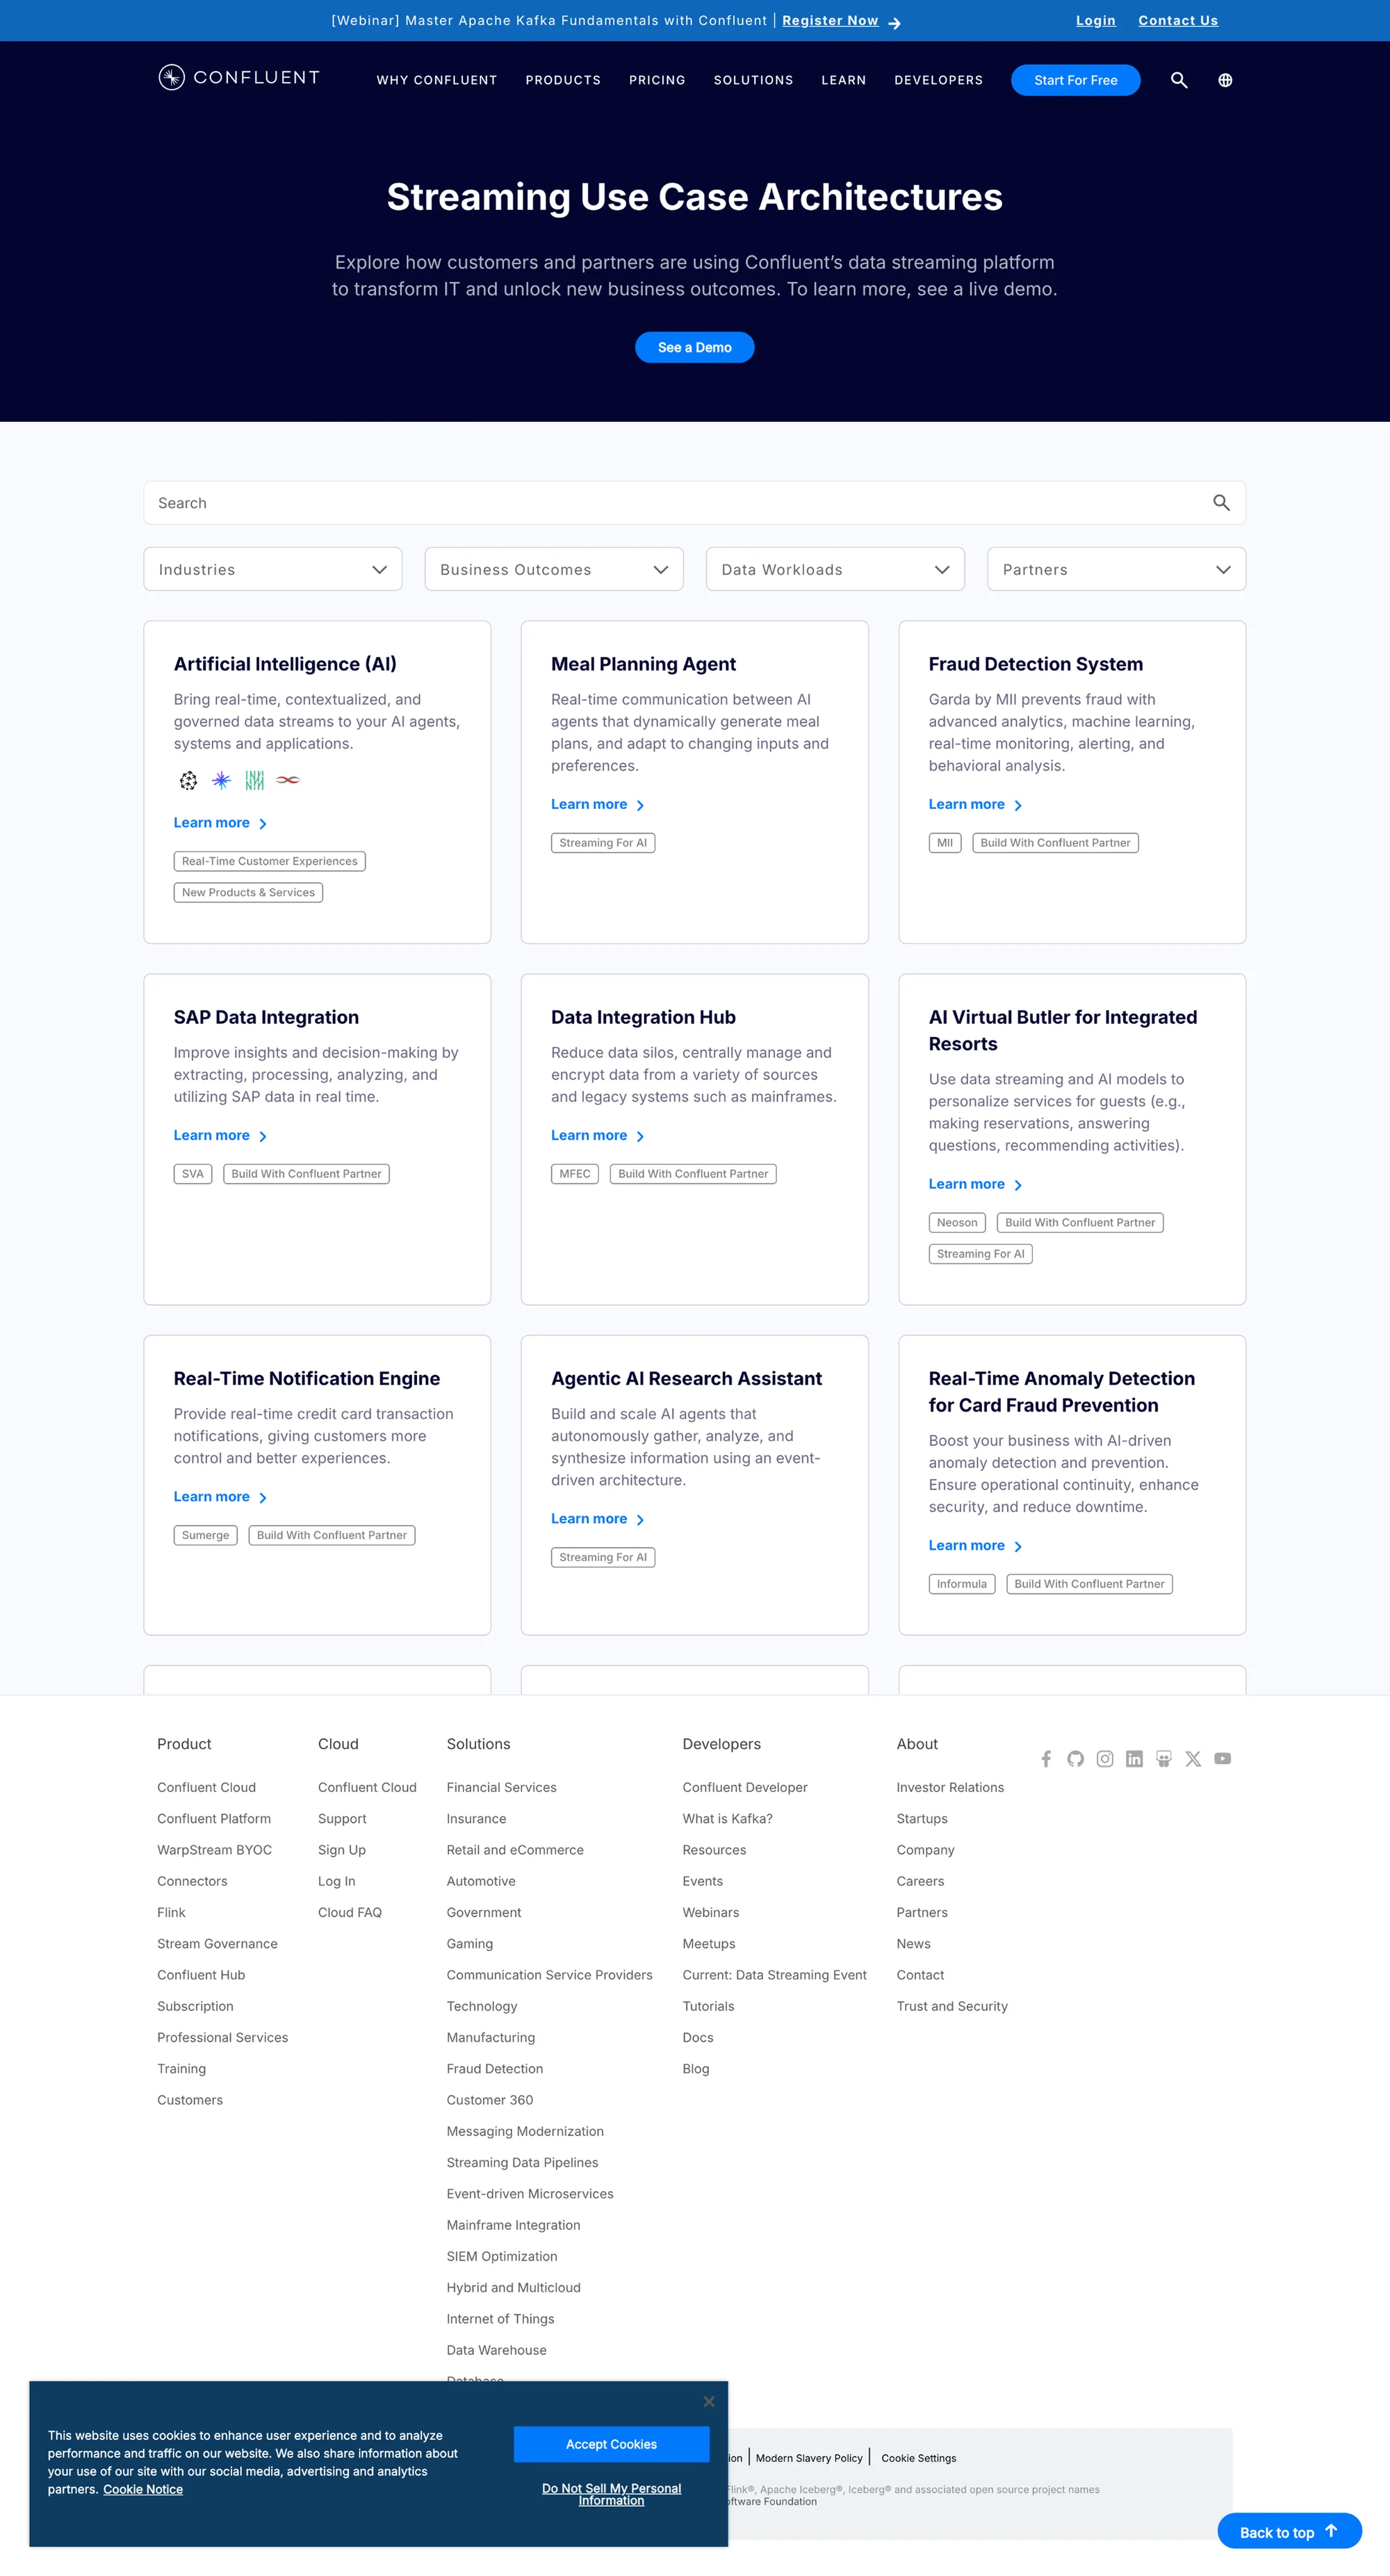 [Webinar] Master Apache Kafka Fundamentals with Confluent | Register Now
Login
Contact Us
CONFLUENT
WHY CONFLUENT
PRODUCTS
PRICING
SOLUTIONS
LEARN
DEVELOPERS
Start For Free
Streaming Use Case Architectures
Explore how customers and partners are using Confluent’s data streaming platform
to transform IT and unlock new business outcomes. To learn more, see a live demo.
See a Demo
Search
Industries
Business Outcomes
Data Workloads
Partners
Artificial Intelligence (AI)
Bring real-time, contextualized, and
governed data streams to your AI agents,
systems and applications.
Learn more
Real-Time Customer Experiences
New Products & Services
Meal Planning Agent
Real-time communication between AI
agents that dynamically generate meal
plans, and adapt to changing inputs and
preferences.
Learn more
Streaming For AI
Fraud Detection System
Garda by MII prevents fraud with
advanced analytics, machine learning,
real-time monitoring, alerting, and
behavioral analysis.
Learn more
MII
Build With Confluent Partner
SAP Data Integration
Improve insights and decision-making by
extracting, processing, analyzing, and
utilizing SAP data in real time.
Learn more
SVA
Build With Confluent Partner
Data Integration Hub
Reduce data silos, centrally manage and
encrypt data from a variety of sources
and legacy systems such as mainframes.
Learn more
MFEC
Build With Confluent Partner
AI Virtual Butler for Integrated
Resorts
Use data streaming and AI models to
personalize services for guests (e.g.,
making reservations, answering
questions, recommending activities).
Learn more
Neoson
Build With Confluent Partner
Streaming For AI
Real-Time Notification Engine
Provide real-time credit card transaction
notifications, giving customers more
control and better experiences.
Learn more
Sumerge
Build With Confluent Partner
Agentic AI Research Assistant
Build and scale AI agents that
autonomously gather, analyze, and
synthesize information using an event-
driven architecture.
Learn more
Streaming For AI
Real-Time Anomaly Detection
for Card Fraud Prevention
Boost your business with AI-driven
anomaly detection and prevention.
Ensure operational continuity, enhance
security, and reduce downtime.
Learn more
Informula
Build With Confluent Partner
Product
Confluent Cloud
Confluent Platform
WarpStream BYOC
Connectors
Flink
Stream Governance
Confluent Hub
Subscription
Professional Services
Training
Customers
Cloud
Confluent Cloud
Support
Sign Up
Log In
Cloud FAQ
Solutions
Financial Services
Insurance
Retail and eCommerce
Automotive
Government
Gaming
Communication Service Providers
Technology
Manufacturing
Fraud Detection
Customer 360
Messaging Modernization
Streaming Data Pipelines
Event-driven Microservices
Mainframe Integration
SIEM Optimization
Hybrid and Multicloud
Internet of Things
Data Warehouse
Database
Developers
Confluent Developer
What is Kafka?
Resources
Events
Webinars
Meetups
Current: Data Streaming Event
Tutorials
Docs
Blog
About
Investor Relations
Startups
Company
Careers
Partners
News
Contact
Trust and Security
This website uses cookies to enhance user experience and to analyze
performance and traffic on our website. We also share information about
your use of our site with our social media, advertising and analytics
partners. Cookie Notice
Accept Cookies
Do Not Sell My Personal
Information
Modern Slavery Policy | Cookie Settings
Flink®, Apache Iceberg®, Iceberg® and associated open source project names
Foundation
Back to top